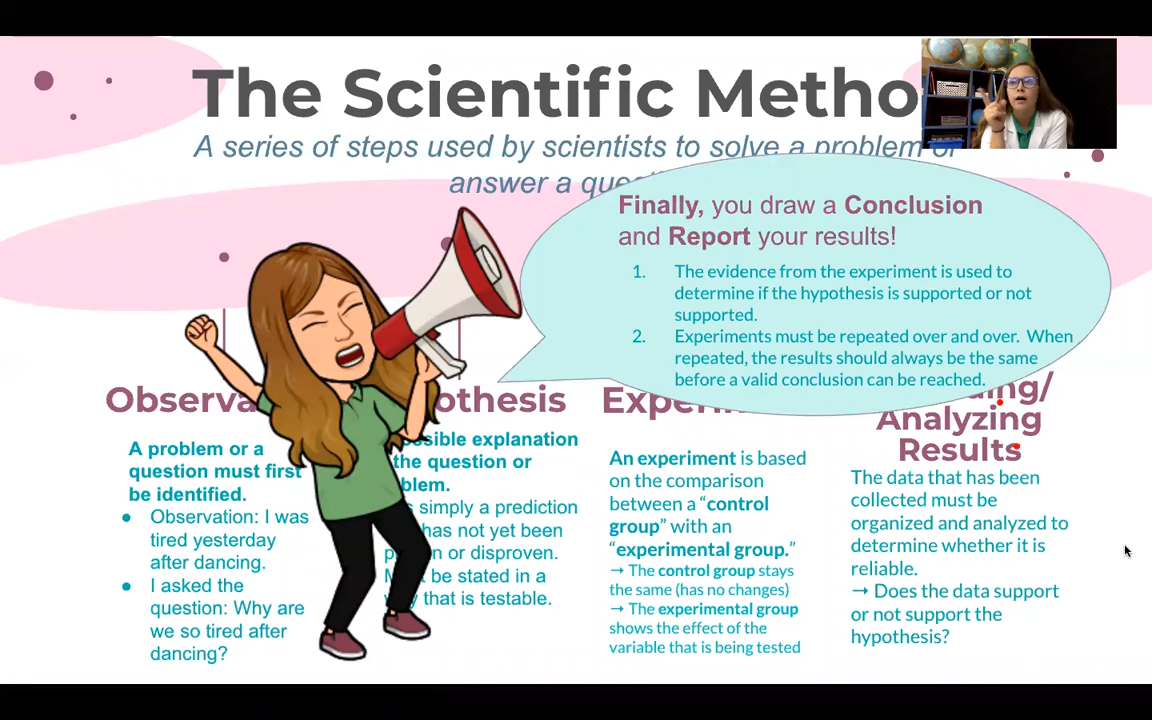 The Scientific Metho
A series of steps used by scientists to solve a problem or
answer a que
Finally, you draw a Conclusion
and Report your results!
1. The evidence from the experiment is used to
determine if the hypothesis is supported or not
supported.
2. Experiments must be repeated over and over. When
repeated, the results should always be the same
before a valid conclusion can be reached.
Observa
othesis
Exper
ing/
Analyzing
Results
A problem or a
question must first
be identified.
● Observation: I was
tired yesterday
after dancing.
● I asked the
question: Why are
we so tired after
dancing?
ossible explanation
the question or
blem.
simply a prediction
has not yet been
or disproven.
be stated in a
that is testable.
An experiment is based
on the comparison
between a “control
group” with an
“experimental group.”
→ The control group stays
the same (has no changes)
→ The experimental group
shows the effect of the
variable that is being tested
The data that has been
collected must be
organized and analyzed to
determine whether it is
reliable.
→ Does the data support
or not support the
hypothesis?